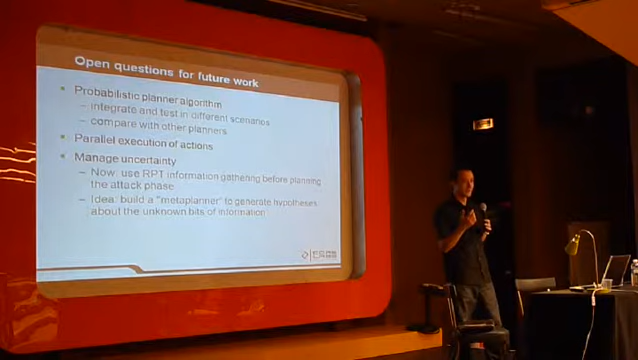 Open questions for future work
Probabilistic planner algorithm
– integrate and test in different scenarios
– compare with other planners
Parallel execution of actions
Manage uncertainty
– Now: use RPT information gathering before planning
the attack phase
– Idea: build a "metaplanner" to generate hypotheses
about the unknown bits of information